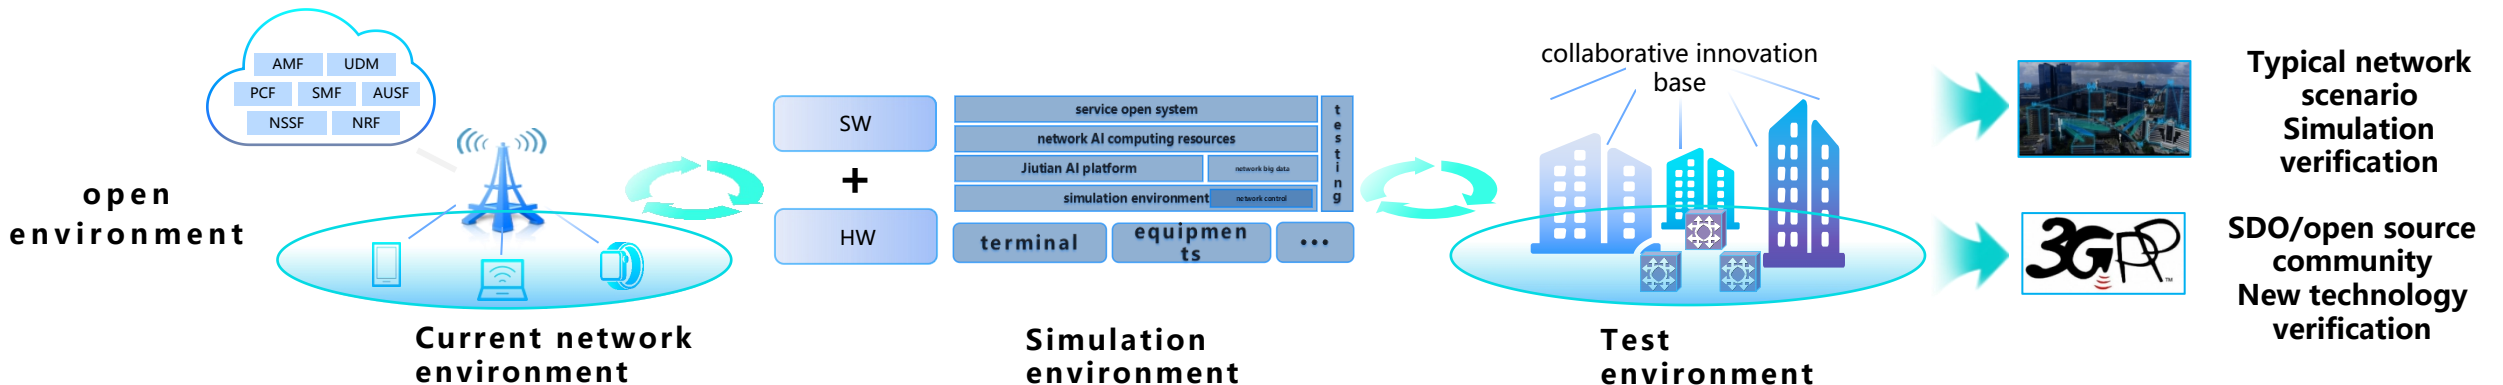 open
environment
AMF
UDM
PCF
SMF
AUSF
NSSF
NRF
Current network
environment
SW
+
HW
service open system
network AI computing resources
Jiutian AI platform
network big data
simulation environment
network control
testing
terminal
equipmen
ts
...
Simulation
environment
collaborative innovation
base
Test
environment
Typical network
scenario
Simulation
verification
3GPP™
SDO/open source
community
New technology
verification